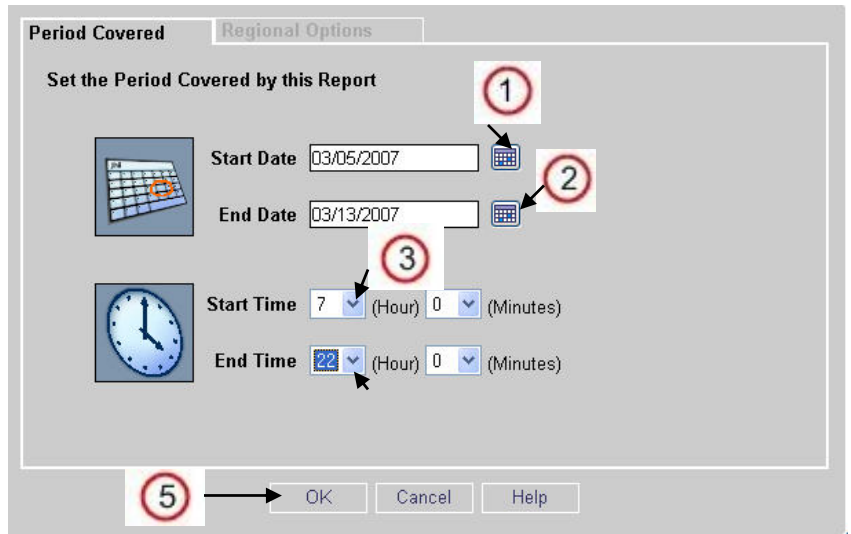 Period Covered Regional Options
Set the Period Covered by this Report
1
Start Date 03/05/2007
2
End Date 03/13/2007
3
Start Time 7 (Hour) 0 (Minutes)
End Time 22 (Hour) 0 (Minutes)
5 OK Cancel Help